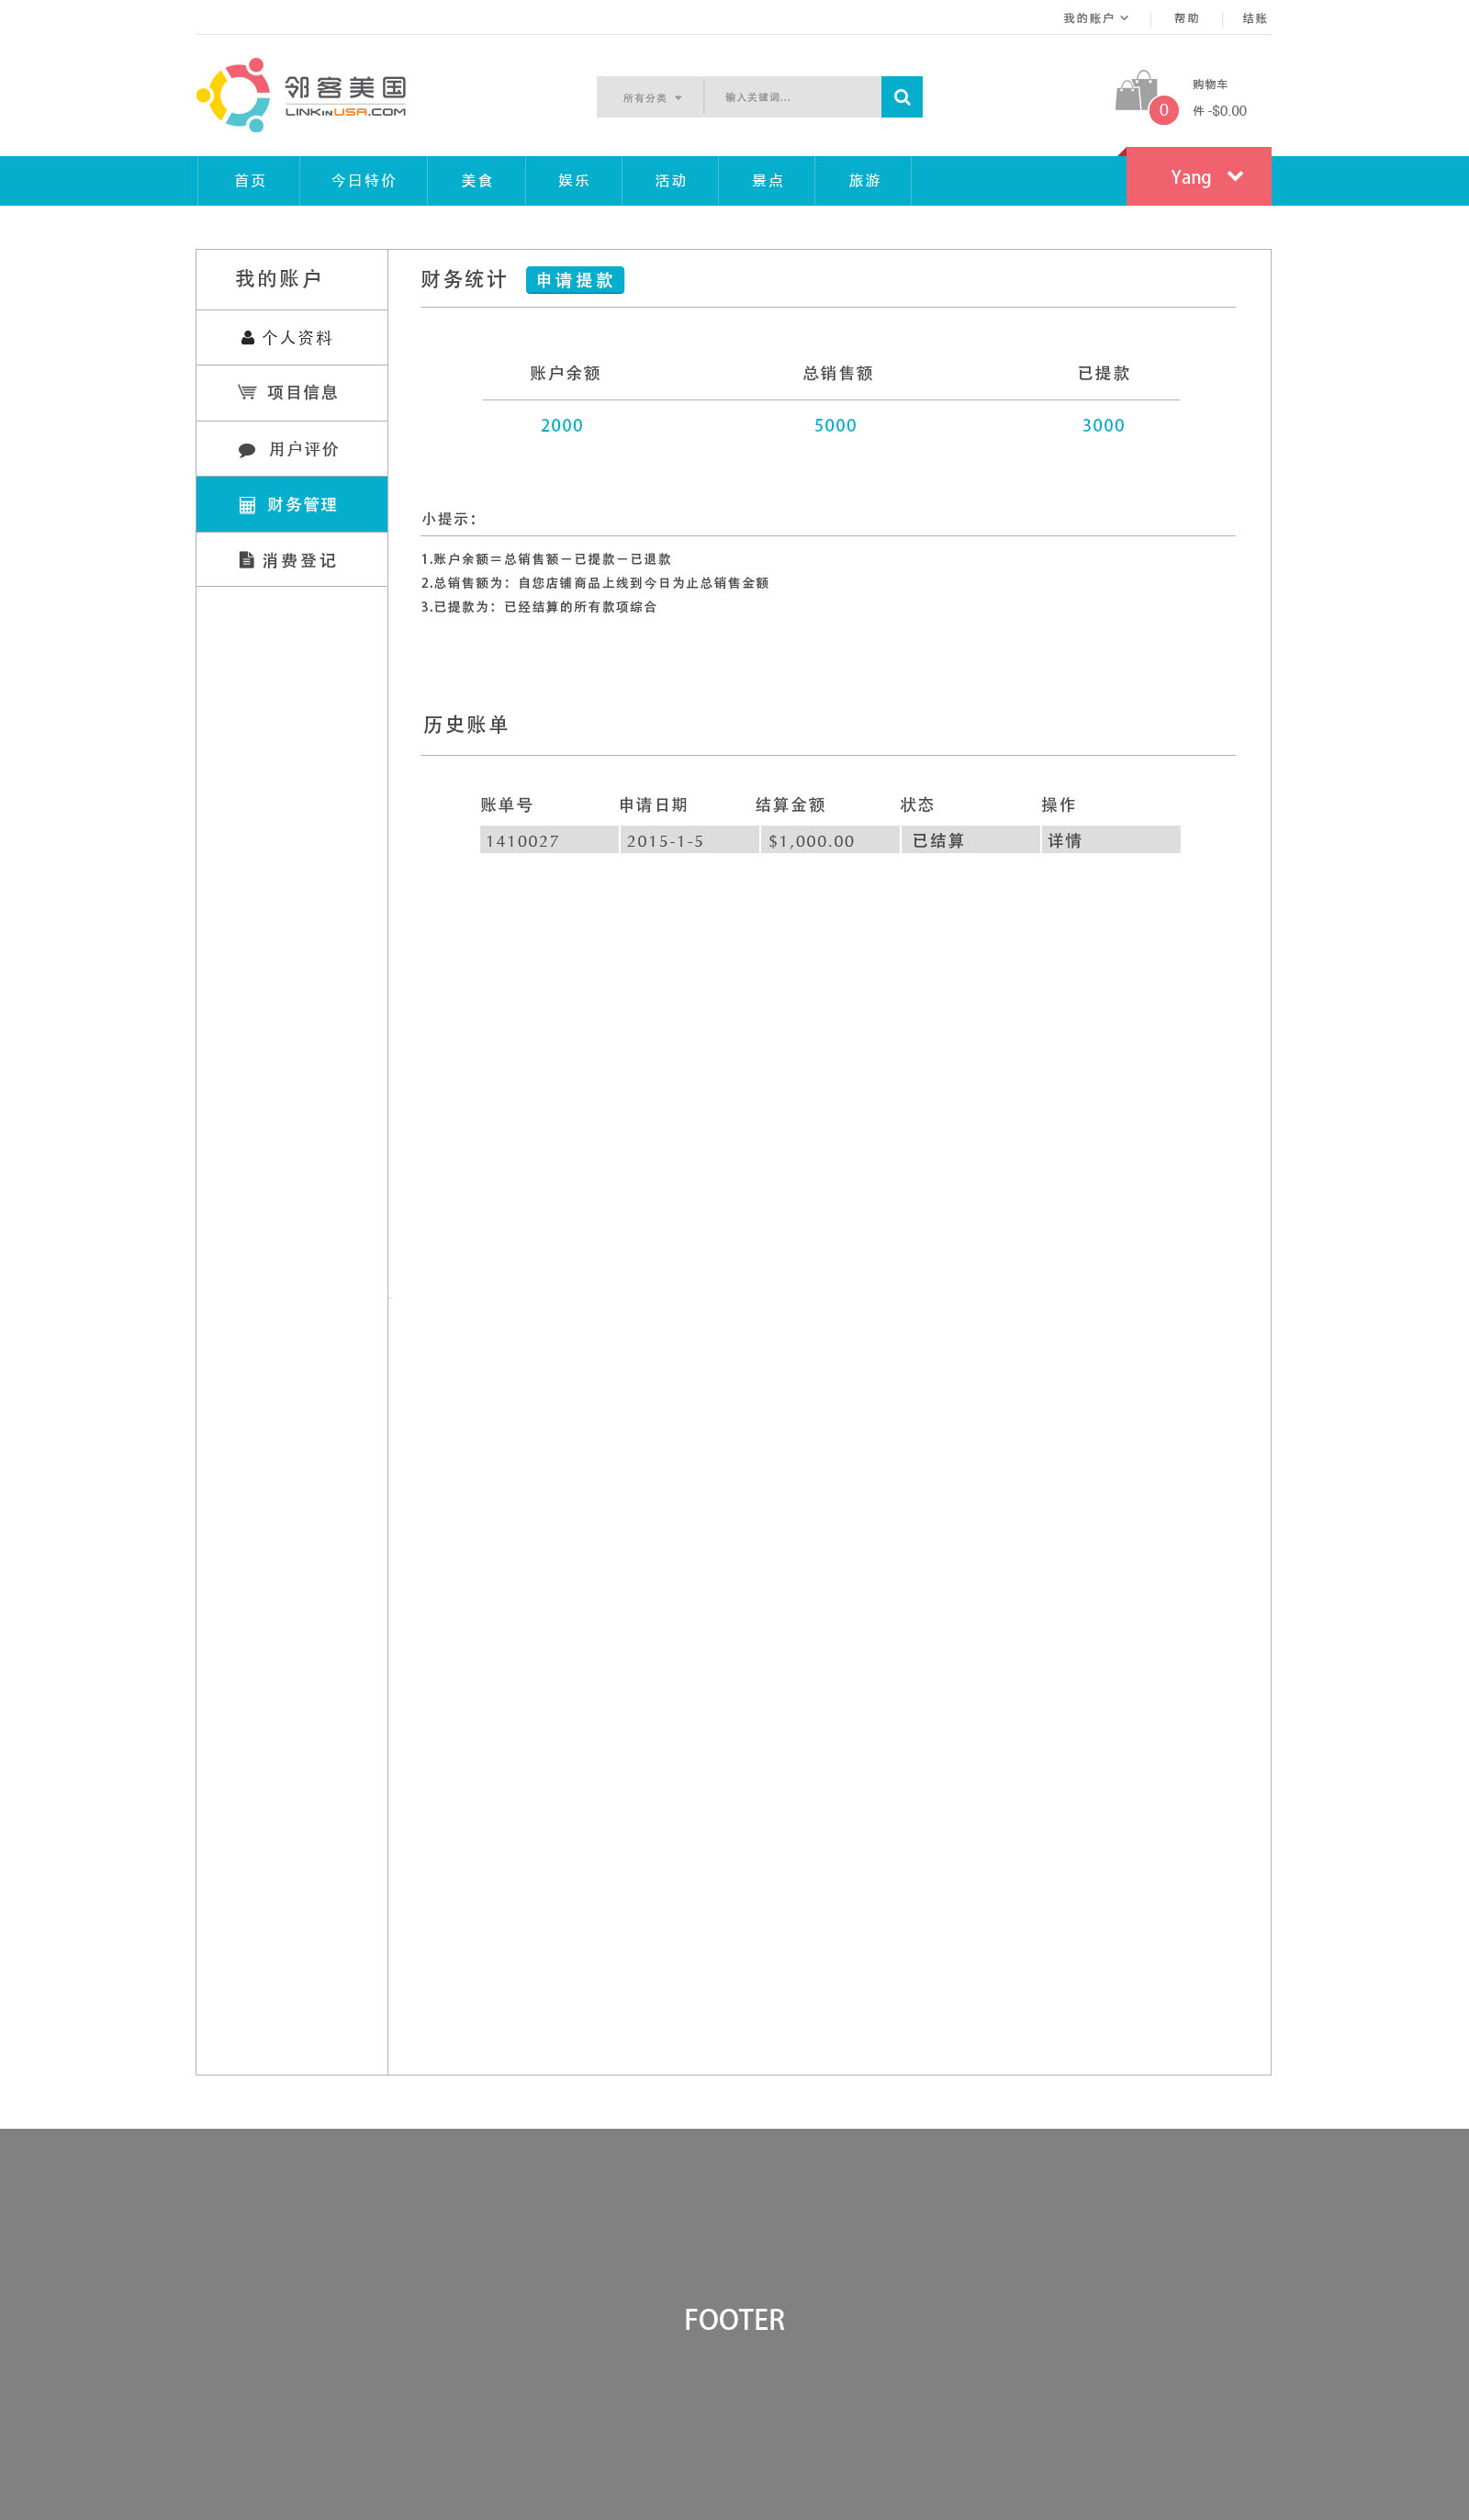 我的账户 帮助 结账
邻客美国
LINKINUSA.COM
所有分类 输入关键词...
购物车
0 件 -$0.00
首页 今日特价 美食 娱乐 活动 景点 旅游 Yang
我的账户
个人资料
项目信息
用户评价
财务管理
消费登记
财务统计 申请提款
账户余额 总销售额 已提款
2000 5000 3000
小提示：
1.账户余额＝总销售额－已提款－已退款
2.总销售额为：自您店铺商品上线到今日为止总销售金额
3.已提款为：已经结算的所有款项综合
历史账单
账单号 申请日期 结算金额 状态 操作
1410027 2015-1-5 $1,000.00 已结算 详情
FOOTER